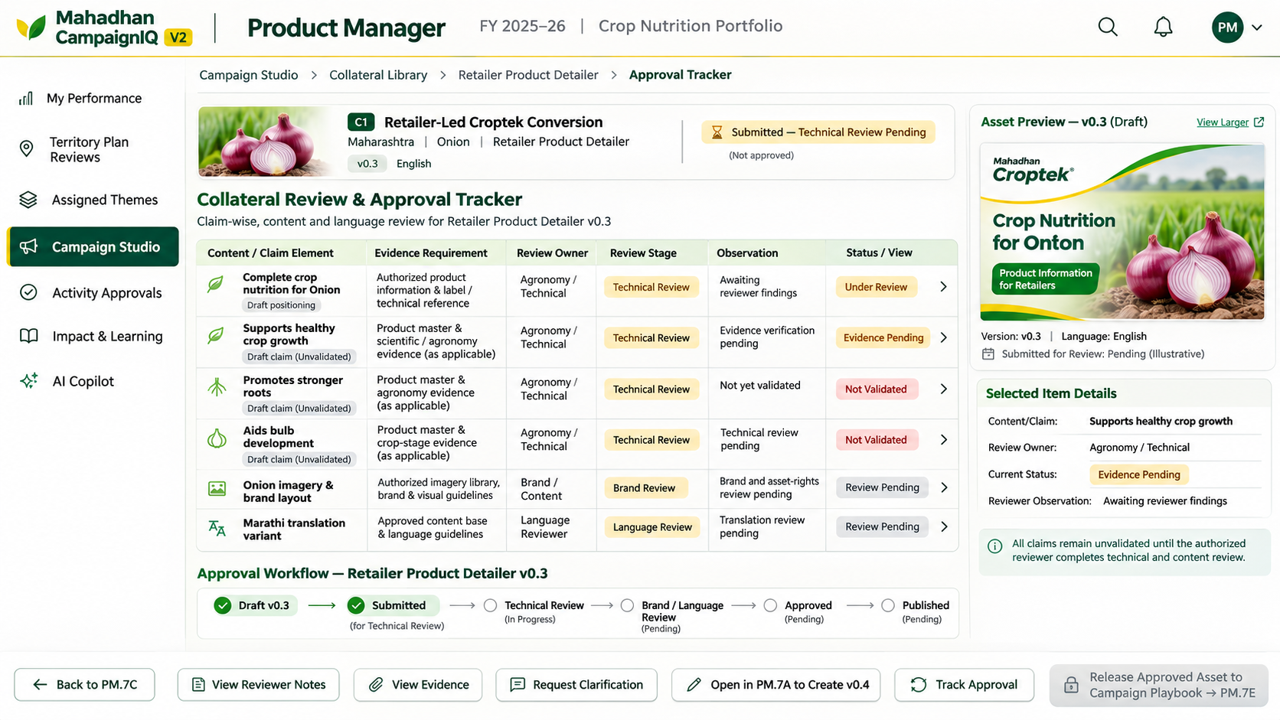 Mahadhan
CampaignIQ V2
Product Manager
FY 2025–26 | Crop Nutrition Portfolio
PM
My Performance
Territory Plan
Reviews
Assigned Themes
Campaign Studio
Activity Approvals
Impact & Learning
AI Copilot
Campaign Studio > Collateral Library > Retailer Product Detailer > Approval Tracker
C1 Retailer-Led Croptek Conversion
Maharashtra | Onion | Retailer Product Detailer
v0.3 English
Submitted — Technical Review Pending
(Not approved)
Collateral Review & Approval Tracker
Claim-wise, content and language review for Retailer Product Detailer v0.3
Content / Claim Element Evidence Requirement Review Owner Review Stage Observation Status / View
Complete crop
nutrition for Onion
Draft positioning
Authorized product
information & label /
technical reference
Agronomy /
Technical
Technical Review
Awaiting
reviewer findings
Under Review
Supports healthy
crop growth
Draft claim (Unvalidated)
Product master &
scientific / agronomy
evidence (as applicable)
Agronomy /
Technical
Technical Review
Evidence verification
pending
Evidence Pending
Promotes stronger
roots
Draft claim (Unvalidated)
Product master &
agronomy evidence
(as applicable)
Agronomy /
Technical
Technical Review
Not yet validated
Not Validated
Aids bulb
development
Draft claim (Unvalidated)
Product master &
crop-stage evidence
(as applicable)
Agronomy /
Technical
Technical Review
Technical review
pending
Not Validated
Onion imagery &
brand layout
Authorized imagery library,
brand & visual guidelines
Brand /
Content
Brand Review
Brand and asset-rights
review pending
Review Pending
Marathi translation
variant
Approved content base
& language guidelines
Language
Reviewer
Language Review
Translation review
pending
Review Pending
Approval Workflow — Retailer Product Detailer v0.3
Draft v0.3
Submitted
(for Technical Review)
Technical Review
(In Progress)
Brand / Language
Review
(Pending)
Approved
(Pending)
Published
(Pending)
Asset Preview — v0.3 (Draft)
View Larger
Mahadhan
Croptek®
Crop Nutrition
for Onton
Product Information
for Retailers
Version: v0.3 | Language: English
Submitted for Review: Pending (Illustrative)
Selected Item Details
Content/Claim: Supports healthy crop growth
Review Owner: Agronomy / Technical
Current Status: Evidence Pending
Reviewer Observation: Awaiting reviewer findings
All claims remain unvalidated until the authorized
reviewer completes technical and content review.
← Back to PM.7C
View Reviewer Notes
View Evidence
Request Clarification
Open in PM.7A to Create v0.4
Track Approval
Release Approved Asset to
Campaign Playbook → PM.7E